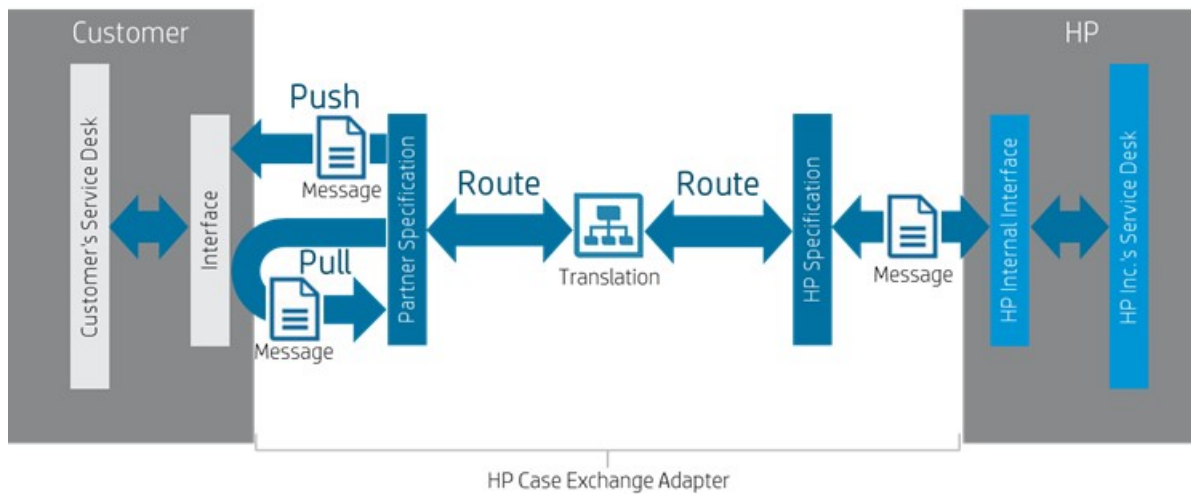 Customer
HP
Customer's Service Desk
Interface
Push
Message
Pull
Message
Partner Specification
Route
Translation
Route
HP Specification
Message
HP Internal Interface
HP Inc.'s Service Desk
HP Case Exchange Adapter